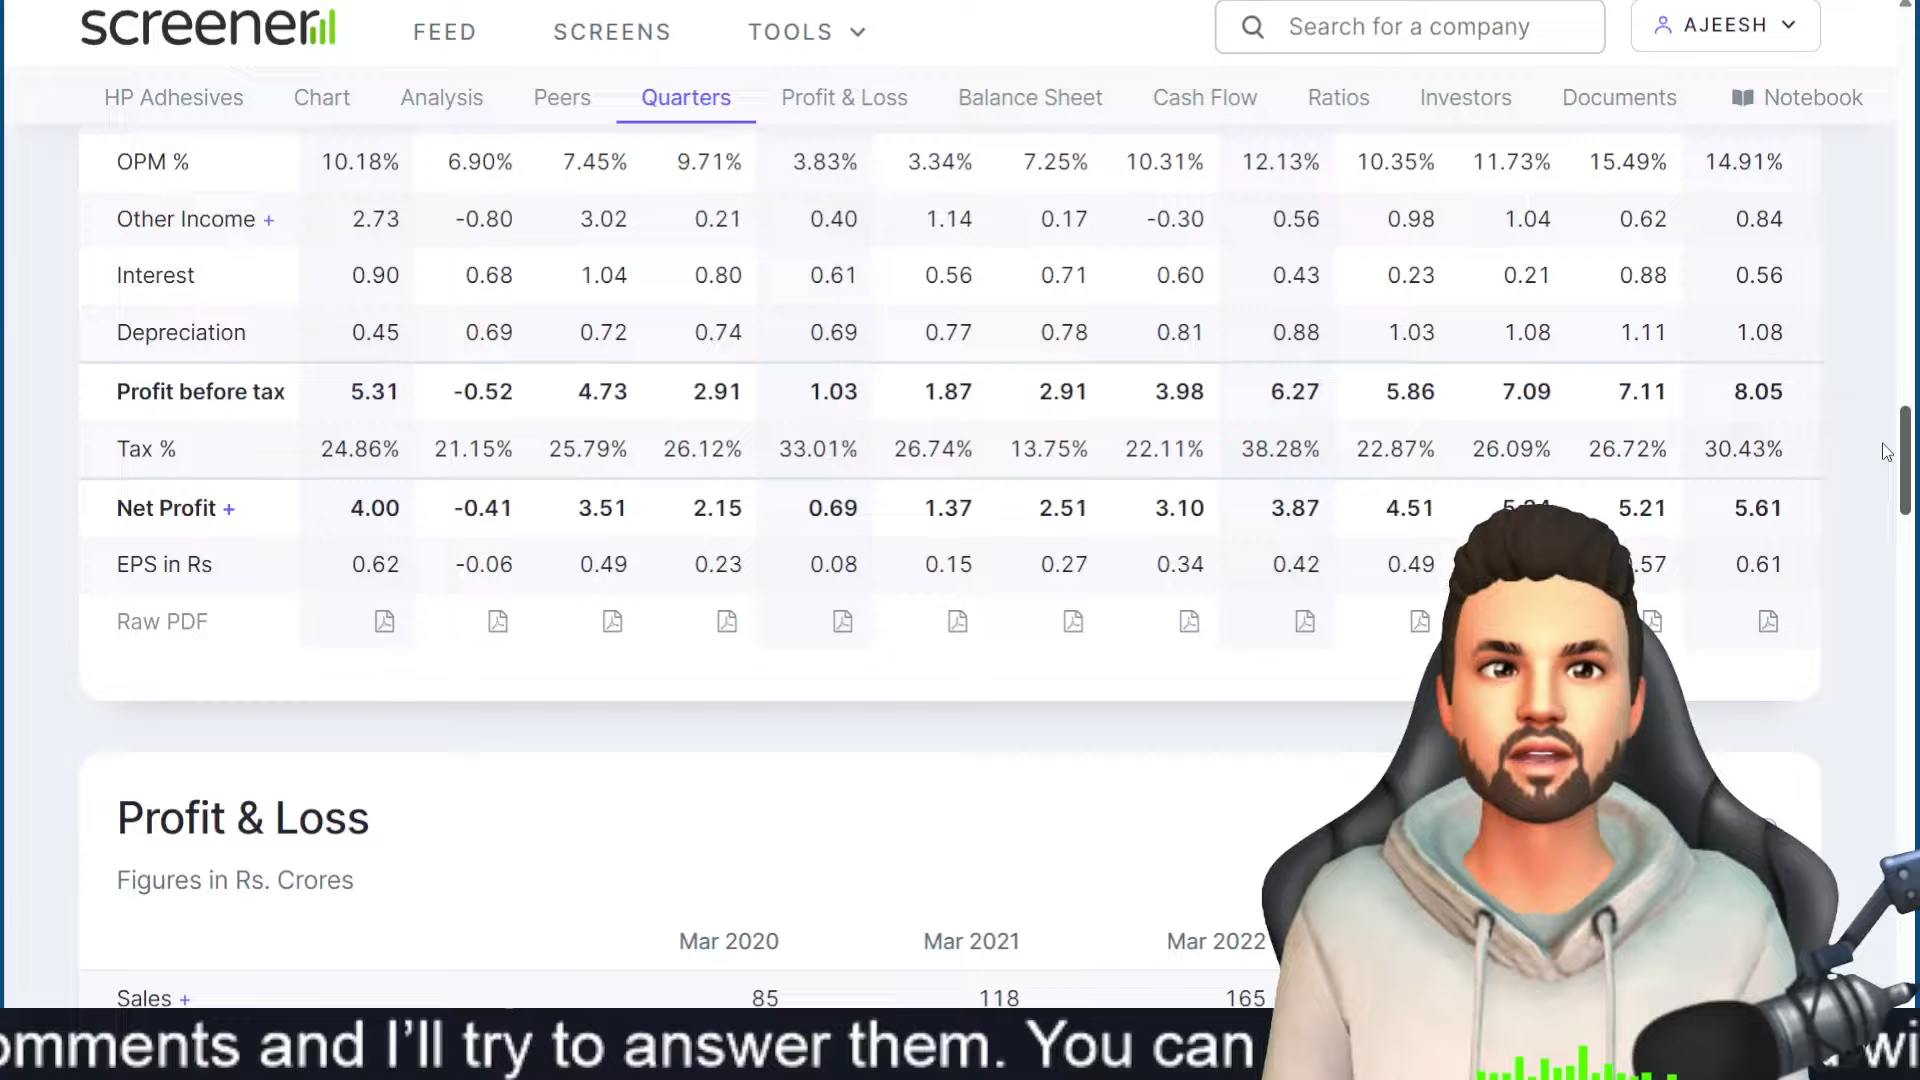 screener FEED SCREENS TOOLS Search for a company AJEESH
HP Adhesives Chart Analysis Peers Quarters Profit & Loss Balance Sheet Cash Flow Ratios Investors Documents Notebook
OPM % 10.18% 6.90% 7.45% 9.71% 3.83% 3.34% 7.25% 10.31% 12.13% 10.35% 11.73% 15.49% 14.91%
Other Income + 2.73 -0.80 3.02 0.21 0.40 1.14 0.17 -0.30 0.56 0.98 1.04 0.62 0.84
Interest 0.90 0.68 1.04 0.80 0.61 0.56 0.71 0.60 0.43 0.23 0.21 0.88 0.56
Depreciation 0.45 0.69 0.72 0.74 0.69 0.77 0.78 0.81 0.88 1.03 1.08 1.11 1.08
Profit before tax 5.31 -0.52 4.73 2.91 1.03 1.87 2.91 3.98 6.27 5.86 7.09 7.11 8.05
Tax % 24.86% 21.15% 25.79% 26.12% 33.01% 26.74% 13.75% 22.11% 38.28% 22.87% 26.09% 26.72% 30.43%
Net Profit + 4.00 -0.41 3.51 2.15 0.69 1.37 2.51 3.10 3.87 4.51 5.21 5.61
EPS in Rs 0.62 -0.06 0.49 0.23 0.08 0.15 0.27 0.34 0.42 0.49 .57 0.61
Raw PDF
Profit & Loss
Figures in Rs. Crores
Mar 2020 Mar 2021 Mar 2022
Sales + 85 118 165
omments and I'll try to answer them. You can wi